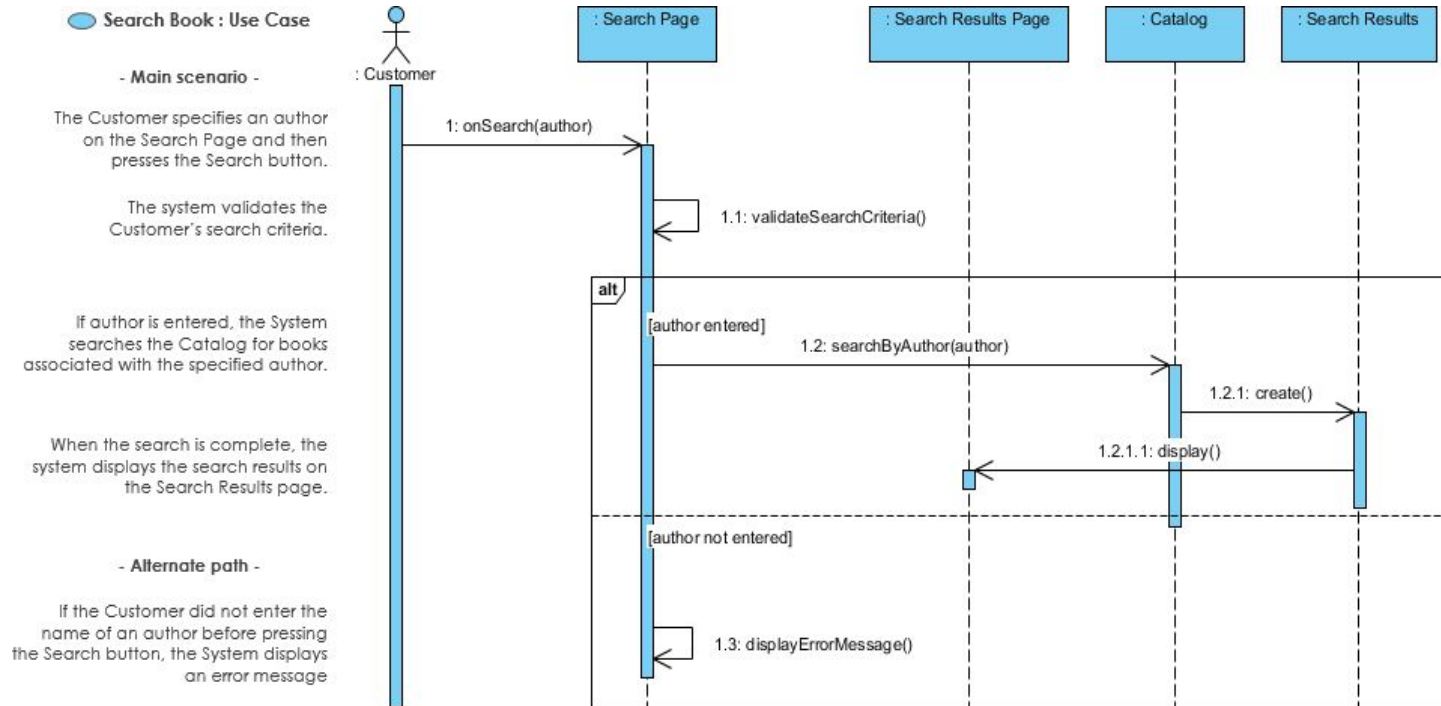 Search Book : Use Case
: Customer
: Search Page
: Search Results Page
: Catalog
: Search Results
- Main scenario -
The Customer specifies an author
on the Search Page and then
presses the Search button.
1: onSearch(author)
The system validates the
Customer's search criteria.
1.1: validateSearchCriteria()
alt
If author is entered, the System
searches the Catalog for books
associated with the specified author.
[author entered]
1.2: searchByAuthor(author)
1.2.1: create()
When the search is complete, the
system displays the search results on
the Search Results page.
1.2.1.1: display()
[author not entered]
- Alternate path -
If the Customer did not enter the
name of an author before pressing
the Search button, the System displays
an error message
1.3: displayErrorMessage()